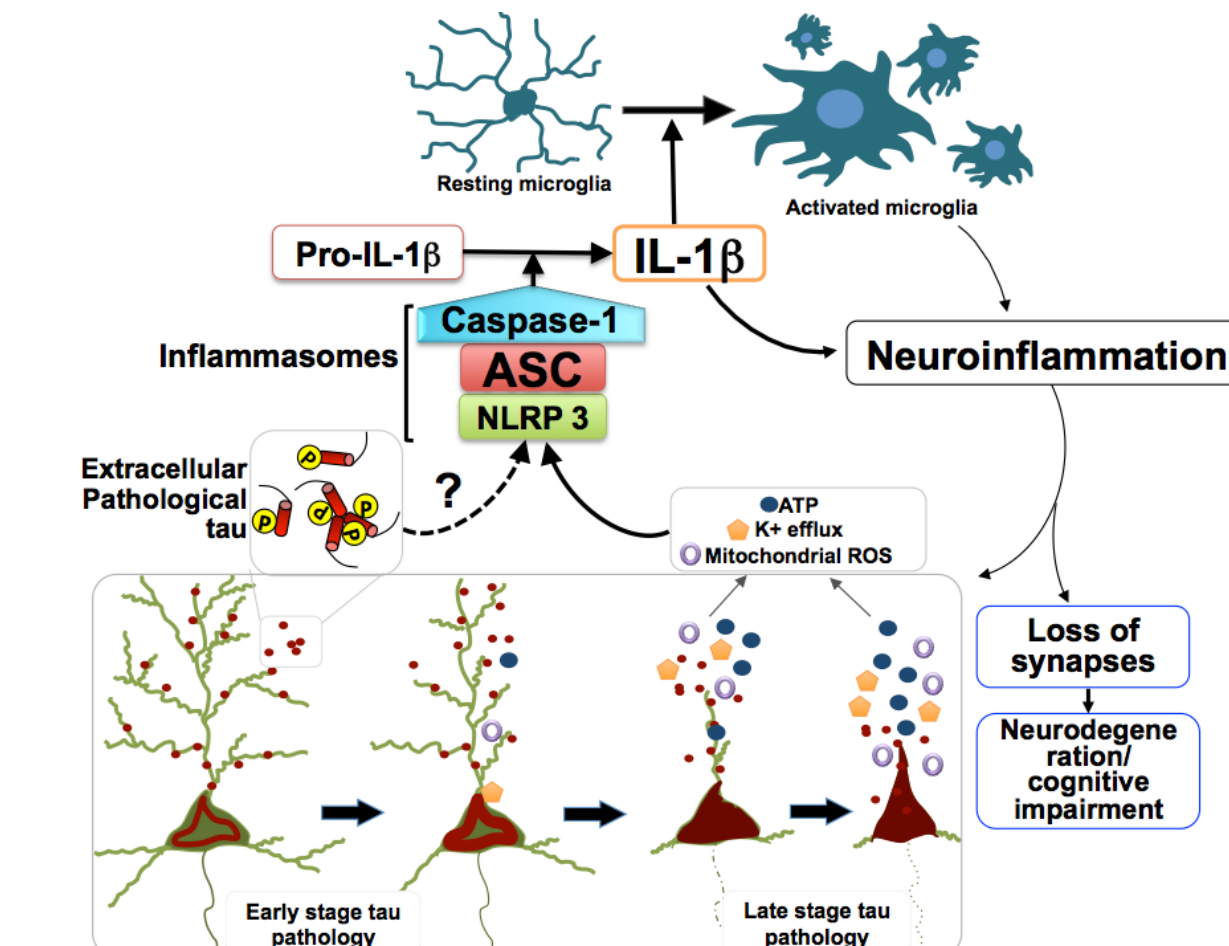 Resting microglia
Activated microglia
Pro-IL-1β
IL-1β
Caspase-1
Inflammasomes
ASC
Neuroinflammation
NLRP 3
Extracellular
Pathological
tau
P
P
P
P
P
?
ATP
K+ efflux
Mitochondrial ROS
Loss of
synapses
Neurodegene
ration/
cognitive
impairment
Early stage tau
pathology
Late stage tau
pathology